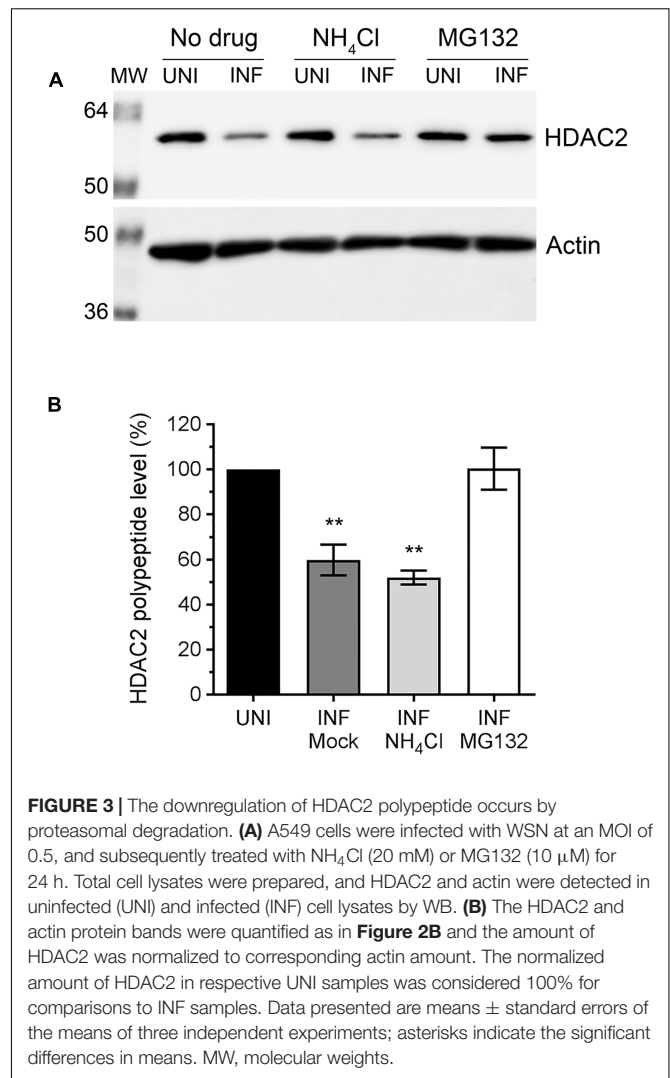 No drug NH₄Cl MG132
A MW UNI INF UNI INF UNI INF
64
HDAC2
50
50
Actin
36
B
HDAC2 polypeptide level (%)
120
100
80
60
40
20
0
** **
UNI INF INF INF
Mock NH₄Cl MG132
FIGURE 3 | The downregulation of HDAC2 polypeptide occurs by
proteasomal degradation. (A) A549 cells were infected with WSN at an MOI of
0.5, and subsequently treated with NH₄Cl (20 mM) or MG132 (10 μM) for
24 h. Total cell lysates were prepared, and HDAC2 and actin were detected in
uninfected (UNI) and infected (INF) cell lysates by WB. (B) The HDAC2 and
actin protein bands were quantified as in Figure 2B and the amount of
HDAC2 was normalized to corresponding actin amount. The normalized
amount of HDAC2 in respective UNI samples was considered 100% for
comparisons to INF samples. Data presented are means ± standard errors of
the means of three independent experiments; asterisks indicate the significant
differences in means. MW, molecular weights.